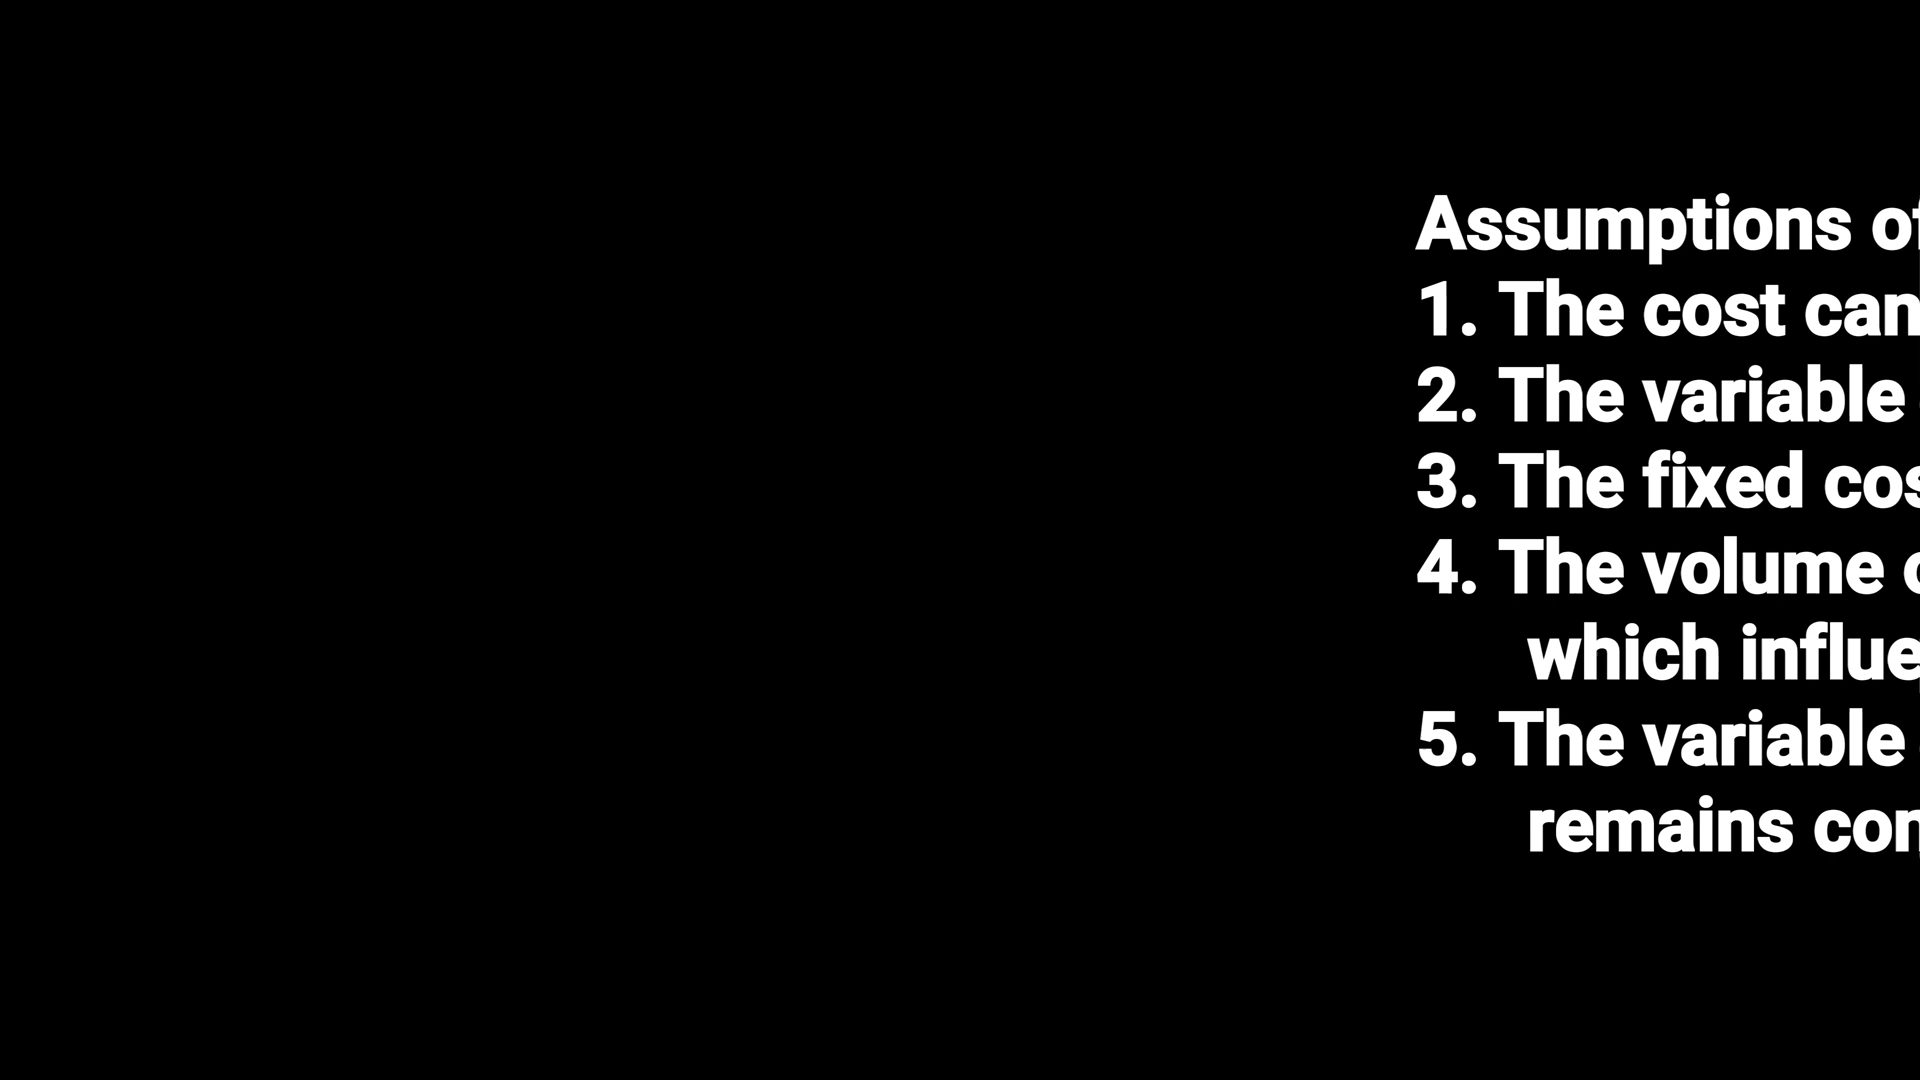 Assumptions of
1. The cost can
2. The variable
3. The fixed cos
4. The volume
which influe
5. The variable
remains con